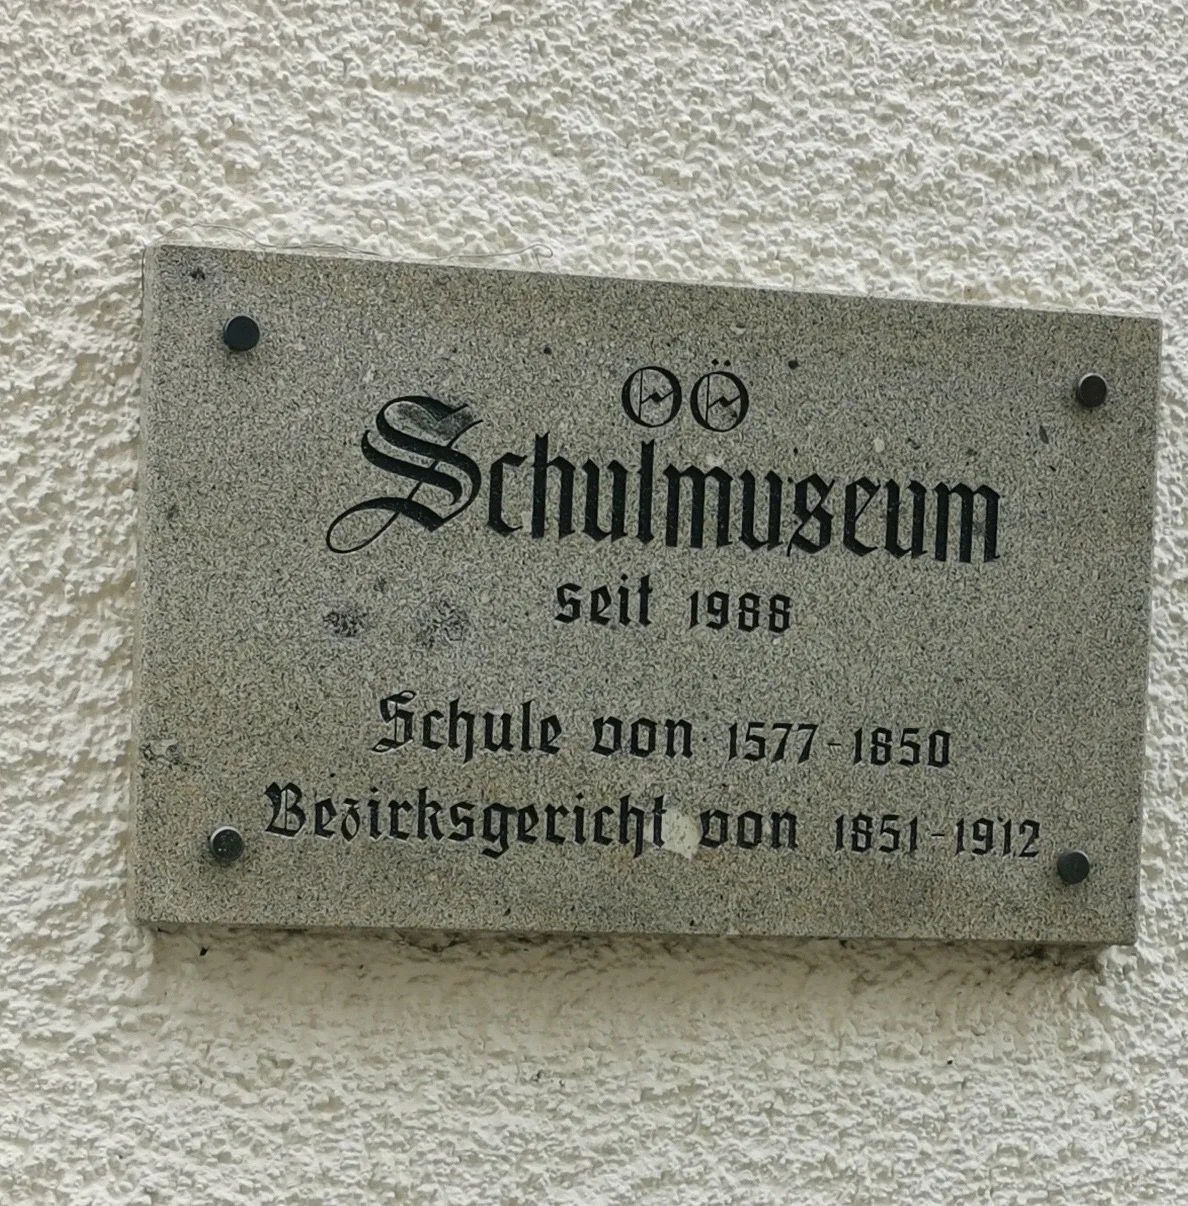 OÖ
Schulmuseum
seit 1988
Schule von 1577-1850
Bezirksgericht von 1851-1912